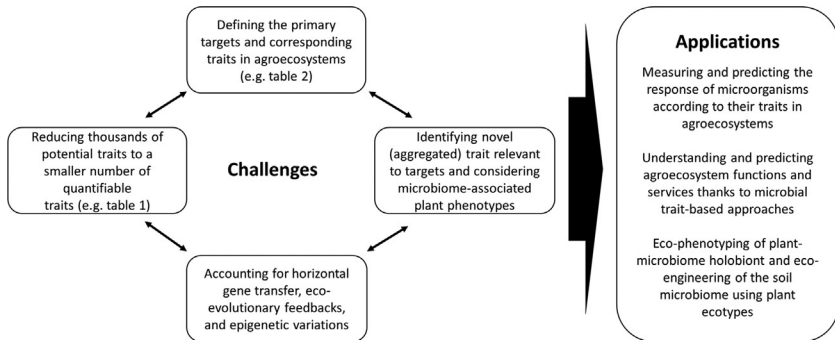 Defining the primary
targets and corresponding
traits in agroecosystems
(e.g. table 2)
Reducing thousands of
potential traits to a
smaller number of
quantifiable
traits (e.g. table 1)
Challenges
Identifying novel
(aggregated) trait relevant
to targets and considering
microbiome-associated
plant phenotypes
Accounting for horizontal
gene transfer, eco-
evolutionary feedbacks,
and epigenetic variations
Applications
Measuring and predicting the
response of microorganisms
according to their traits in
agroecosystems
Understanding and predicting
agroecosystem functions and
services thanks to microbial
trait-based approaches
Eco-phenotyping of plant-
microbiome holobiont and eco-
engineering of the soil
microbiome using plant
ecotypes